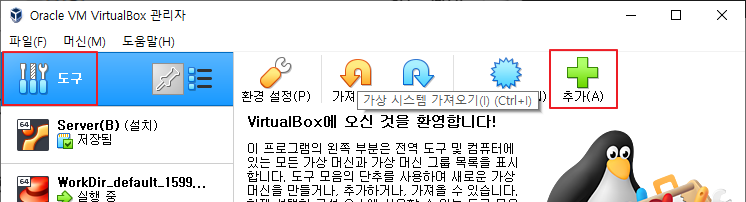 Oracle VM VirtualBox 관리자
파일(F) 머신(M) 도움말(H)
도구
환경 설정(P)
가져
가상 시스템 가져오기(I) (Ctrl+I)
추가(A)
64
Server(B) (설치)
저장됨
64
WorkDir_default_1599...
실행 중
VirtualBox에 오신 것을 환영합니다!
이 프로그램의 왼쪽 부분은 전역 도구 및 컴퓨터에
있는 모든 가상 머신과 가상 머신 그룹 목록을 표시
합니다. 도구 모음의 단추를 사용하여 새로운 가상
머신을 만들거나, 추가하거나, 가져올 수 있습니다.